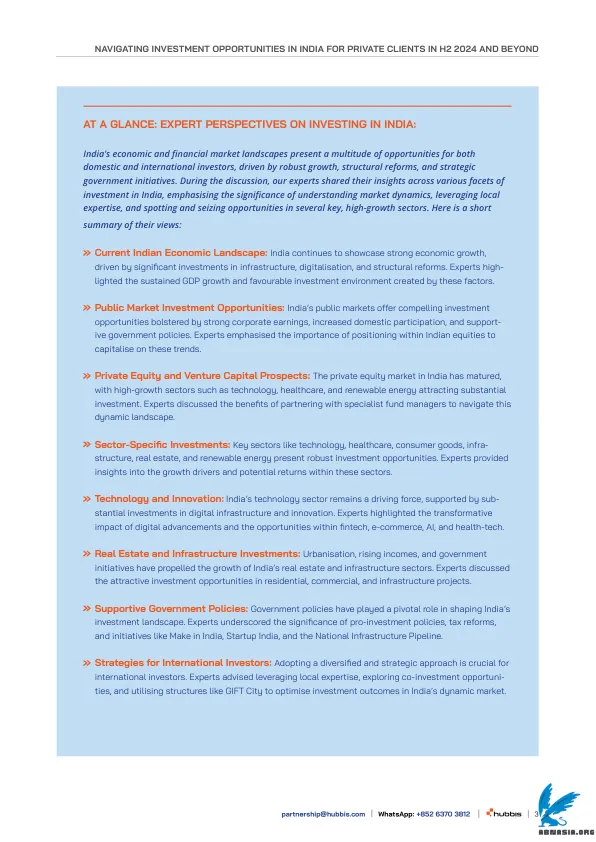 NAVIGATING INVESTMENT OPPORTUNITIES IN INDIA FOR PRIVATE CLIENTS IN H2 2024 AND BEYOND
AT A GLANCE: EXPERT PERSPECTIVES ON INVESTING IN INDIA:
India's economic and financial market landscapes present a multitude of opportunities for both
domestic and international investors, driven by robust growth, structural reforms, and strategic
government initiatives. During the discussion, our experts shared their insights across various facets of
investment in India, emphasising the significance of understanding market dynamics, leveraging local
expertise, and spotting and seizing opportunities in several key, high-growth sectors. Here is a short
summary of their views:
» Current Indian Economic Landscape: India continues to showcase strong economic growth,
driven by significant investments in infrastructure, digitalisation, and structural reforms. Experts high-
lighted the sustained GDP growth and favourable investment environment created by these factors.
» Public Market Investment Opportunities: India's public markets offer compelling investment
opportunities bolstered by strong corporate earnings, increased domestic participation, and support-
ive government policies. Experts emphasised the importance of positioning within Indian equities to
capitalise on these trends.
» Private Equity and Venture Capital Prospects: The private equity market in India has matured,
with high-growth sectors such as technology, healthcare, and renewable energy attracting substantial
investment. Experts discussed the benefits of partnering with specialist fund managers to navigate this
dynamic landscape.
» Sector-Specific Investments: Key sectors like technology, healthcare, consumer goods, infra-
structure, real estate, and renewable energy present robust investment opportunities. Experts provided
insights into the growth drivers and potential returns within these sectors.
» Technology and Innovation: India's technology sector remains a driving force, supported by sub-
stantial investments in digital infrastructure and innovation. Experts highlighted the transformative
impact of digital advancements and the opportunities within fintech, e-commerce, AI, and health-tech.
» Real Estate and Infrastructure Investments: Urbanisation, rising incomes, and government
initiatives have propelled the growth of India's real estate and infrastructure sectors. Experts discussed
the attractive investment opportunities in residential, commercial, and infrastructure projects.
» Supportive Government Policies: Government policies have played a pivotal role in shaping India's
investment landscape. Experts underscored the significance of pro-investment policies, tax reforms,
and initiatives like Make in India, Startup India, and the National Infrastructure Pipeline.
» Strategies for International Investors: Adopting a diversified and strategic approach is crucial for
international investors. Experts advised leveraging local expertise, exploring co-investment opportuni-
ties, and utilising structures like GIFT City to optimise investment outcomes in India's dynamic market.
partnership@hubbis.com | WhatsApp: +852 6370 3812 | hubbis | 3
ABNASIA.ORG